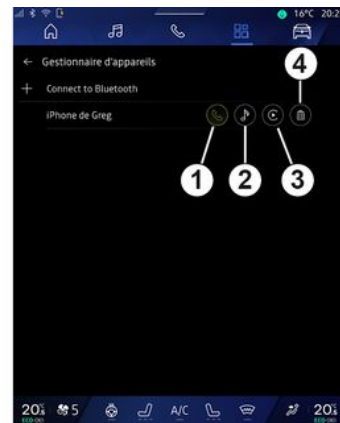 16°C 20:2
← Gestionnaire d'appareils
+ Connect to Bluetooth
iPhone de Greg
4
1 2 3
20 5 A/C 20